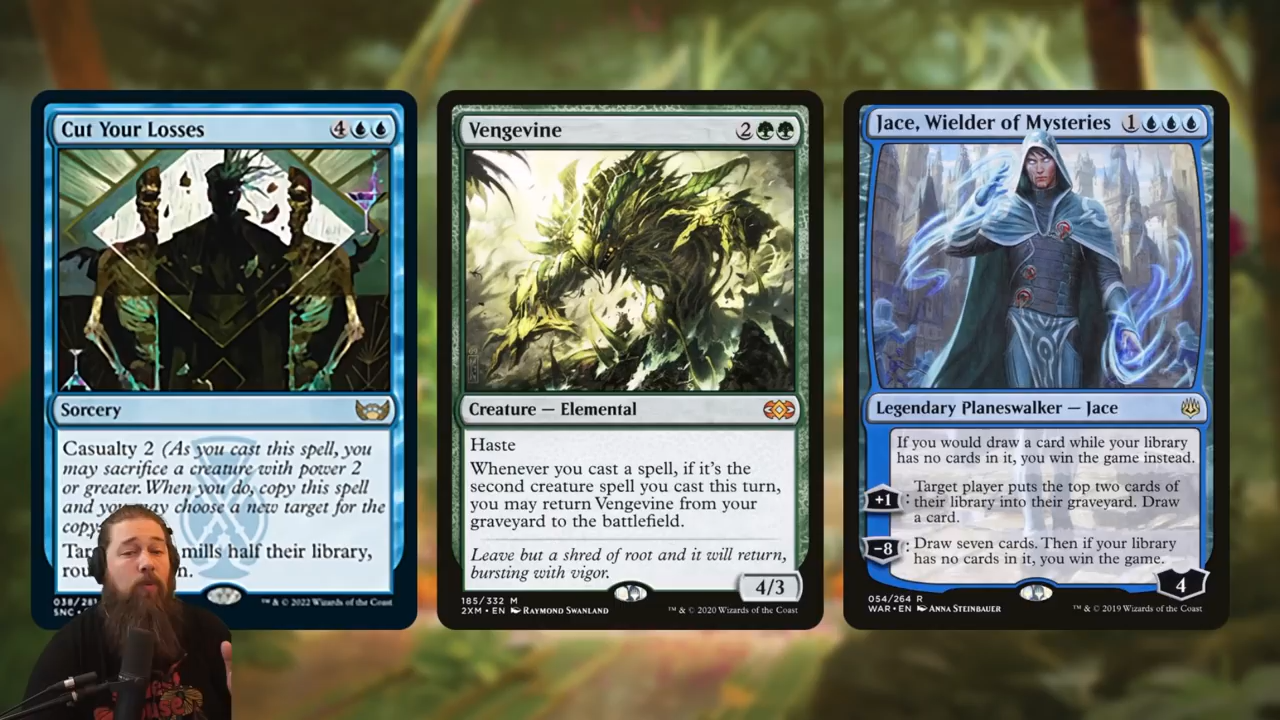 Cut Your Losses 4
Sorcery
Casualty 2 (As you cast this spell, you
may sacrifice a creature with power 2
or greater. When you do, copy this spell
and you may choose a new target for the
copy
mills half their library,
038/281
SNC
™ & © 2022 Wizards of the Coast
Vengevine 2
Creature — Elemental
Haste
Whenever you cast a spell, if it's the
second creature spell you cast this turn,
you may return Vengevine from your
graveyard to the battlefield.
Leave but a shred of root and it will return,
bursting with vigor.
4/3
185/332 M
2XM • EN RAYMOND SWANLAND
™ & © 2020 Wizards of the Coast
Jace, Wielder of Mysteries 1
Legendary Planeswalker — Jace
If you would draw a card while your library
has no cards in it, you win the game instead.
+1 : Target player puts the top two cards of
their library into their graveyard. Draw
a card.
-8 : Draw seven cards. Then if your library
has no cards in it, you win the game.
4
054/264 R
WAR • EN ANNA STEINBAUER
™ & © 2019 Wizards of the Coast